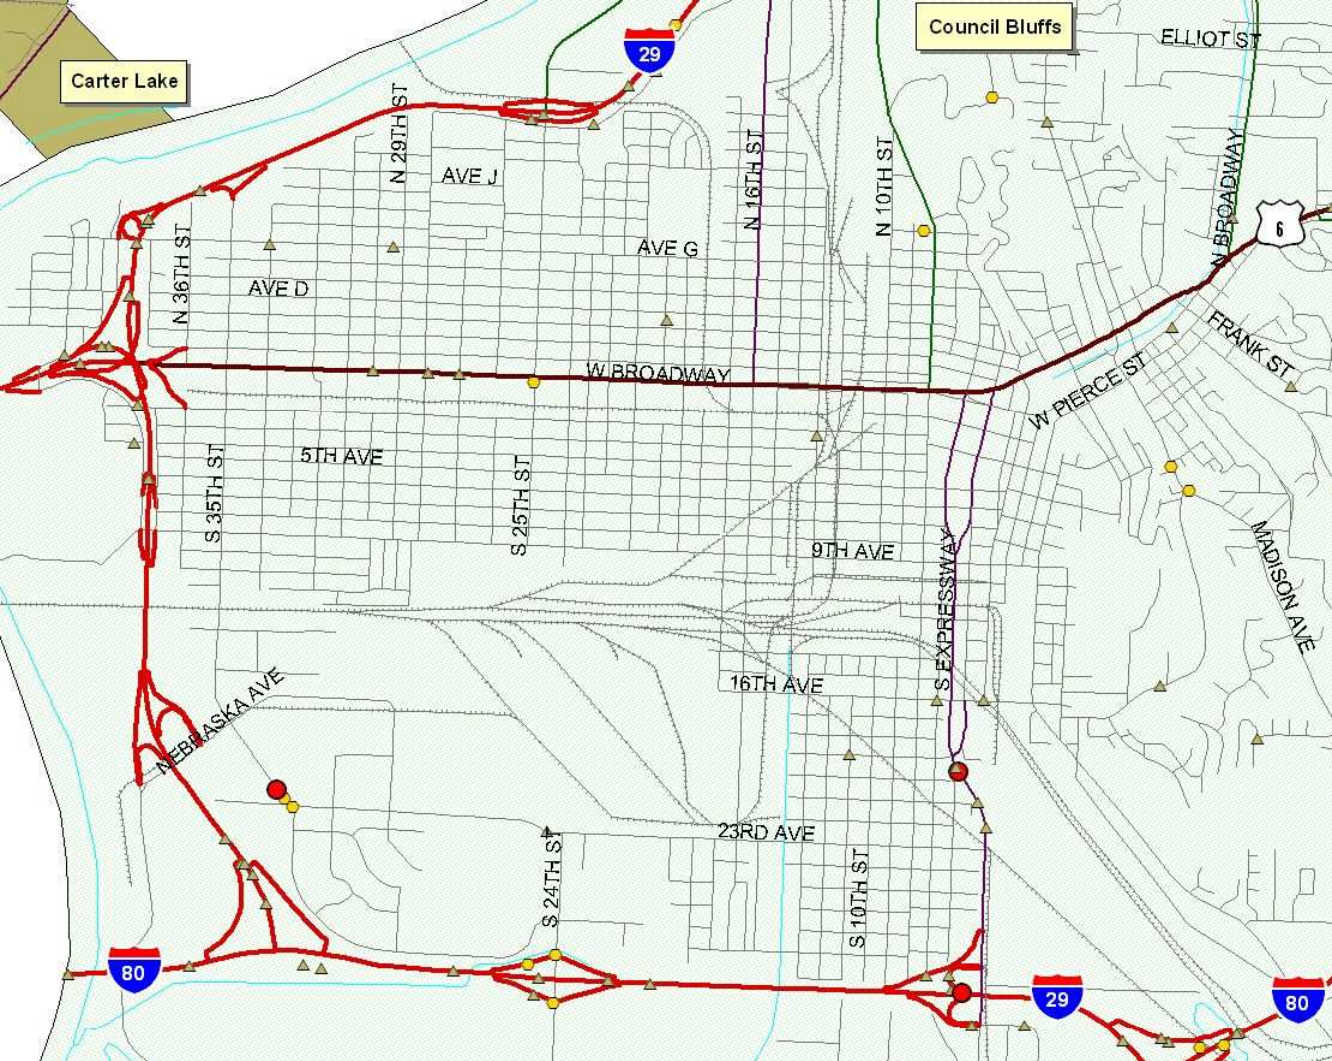 Council Bluffs
ELLIOT ST
29
Carter Lake
N 29TH ST
AVE J
N 16TH ST
N 10TH ST
N BROADWAY
6
AVE G
N 36TH ST
AVE D
FRANK ST
W BROADWAY
W PIERCE ST
5TH AVE
S 35TH ST
S 25TH ST
9TH AVE
MADISON AVE
S EXPRESSWAY
16TH AVE
NEBRASKA AVE
23RD AVE
S 24TH ST
S 10TH ST
80
29
80